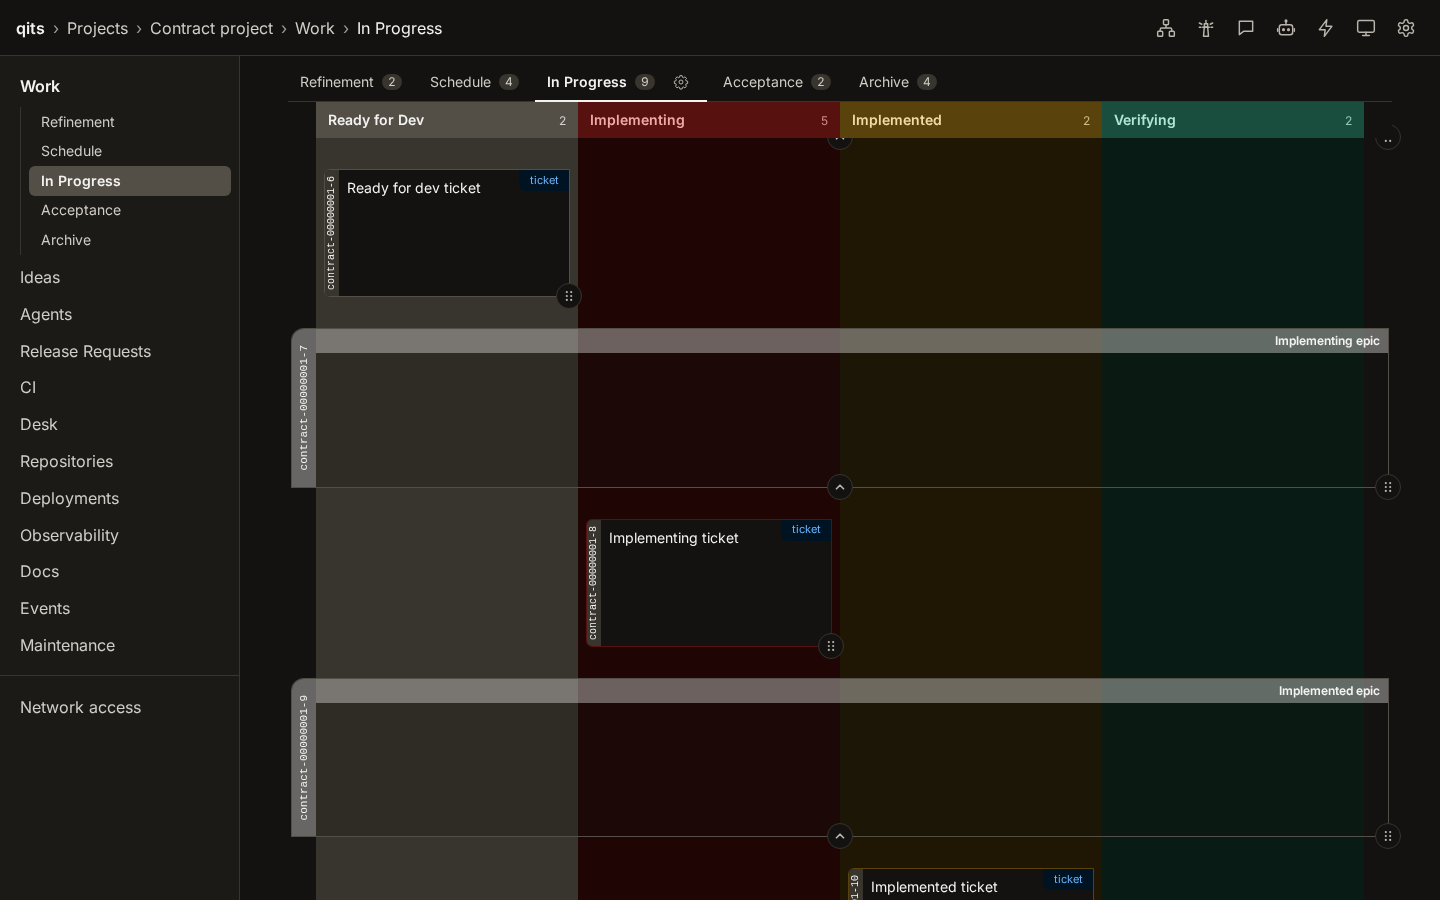 qits › Projects › Contract project › Work › In Progress
Work
Refinement
Schedule
In Progress
Acceptance
Archive
Ideas
Agents
Release Requests
CI
Desk
Repositories
Deployments
Observability
Docs
Events
Maintenance
Network access
Refinement 2
Schedule 4
In Progress 9
Acceptance 2
Archive 4
Ready for Dev 2
Implementing 5
Implemented 2
Verifying 2
contract-00000001-6
Ready for dev ticket
ticket
contract-00000001-7
Implementing epic
contract-00000001-8
Implementing ticket
ticket
contract-00000001-9
Implemented epic
1-10
Implemented ticket
ticket